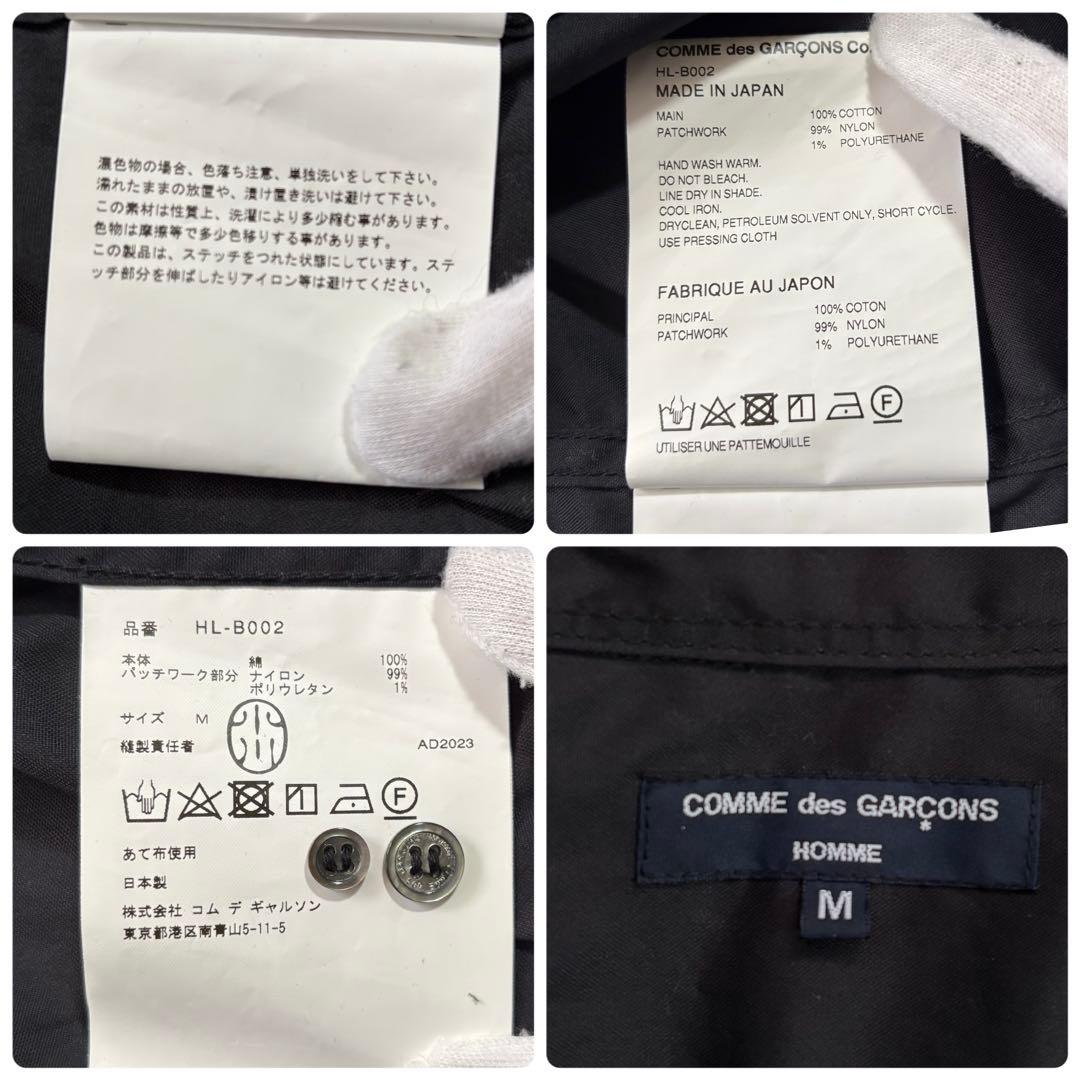 濃色物の場合、色落ち注意、単独洗いをして下さい。
濡れたままの放置や、漬け置き洗いは避けて下さい。
この素材は性質上、洗濯により多少縮む事があります。
色物は摩擦等で多少色移りする事があります。
この製品は、ステッチをつれた状態にしています。ステ
ッチ部分を伸ばしたりアイロン等は避けてください。
COMME des GARÇONS Co.
HL-B002
MADE IN JAPAN
MAIN 100% COTTON
PATCHWORK 99% NYLON
1% POLYURETHANE
HAND WASH WARM.
DO NOT BLEACH.
LINE DRY IN SHADE.
COOL IRON.
DRYCLEAN, PETROLEUM SOLVENT ONLY, SHORT CYCLE.
USE PRESSING CLOTH
FABRIQUE AU JAPON
PRINCIPAL 100% COTON
PATCHWORK 99% NYLON
1% POLYURETHANE
F
UTILISER UNE PATTEMOUILLE
品番 HL-B002
本体 綿 100%
パッチワーク部分 ナイロン 99%
ポリウレタン 1%
サイズ M
縫製責任者 AD2023
F
あて布使用
日本製
株式会社 コム デ ギャルソン
東京都港区南青山5-11-5
COMME des GARÇONS
HOMME
M